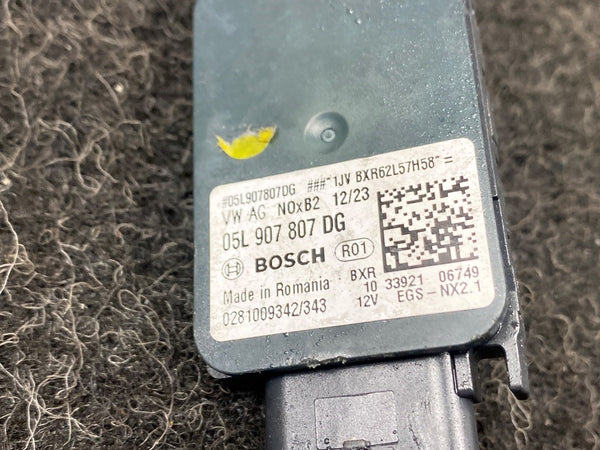 #05L907807DG ###*1JV BXR62L57H58*=
VW AG NOxB2 12/23
05L 907 807 DG
BOSCH R01
Made in Romania BXR 33921 06749
0281009342/343 10 12V EGS-NX2.1